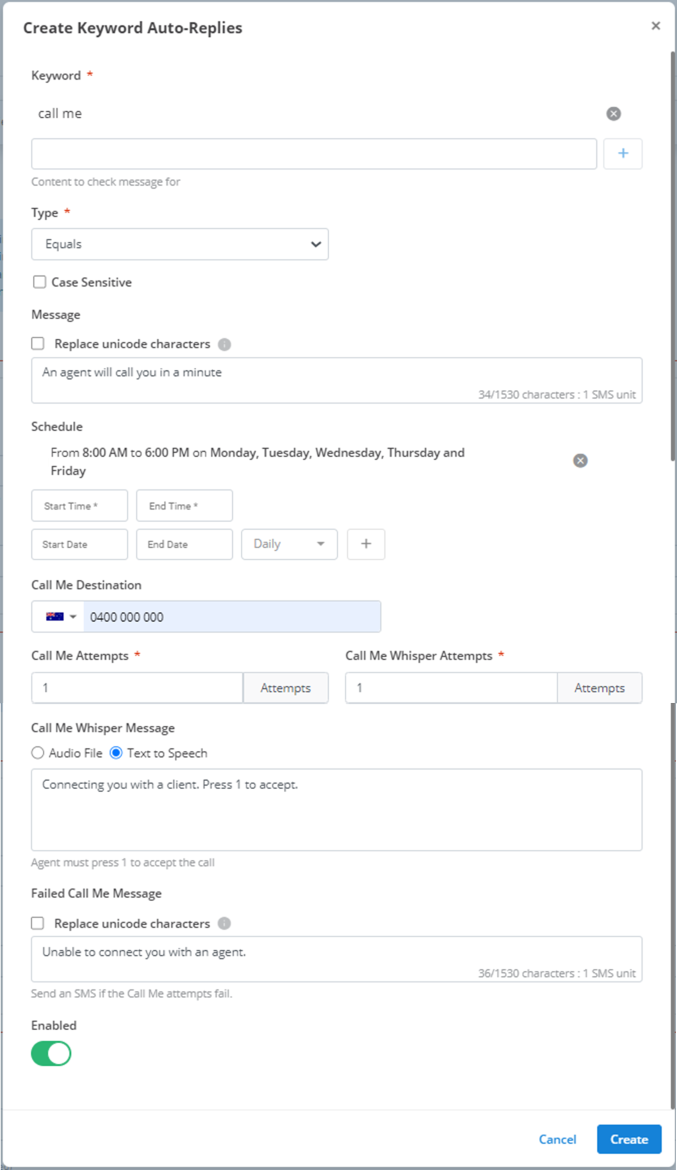 Create Keyword Auto-Replies
Keyword *
call me
Content to check message for
Type *
Equals
Case Sensitive
Message
Replace unicode characters
An agent will call you in a minute
34/1530 characters : 1 SMS unit
Schedule
From 8:00 AM to 6:00 PM on Monday, Tuesday, Wednesday, Thursday and
Friday
Start Time * End Time *
Start Date End Date Daily
Call Me Destination
0400 000 000
Call Me Attempts * Call Me Whisper Attempts *
1 Attempts 1 Attempts
Call Me Whisper Message
Audio File Text to Speech
Connecting you with a client. Press 1 to accept.
Agent must press 1 to accept the call
Failed Call Me Message
Replace unicode characters
Unable to connect you with an agent.
36/1530 characters : 1 SMS unit
Send an SMS if the Call Me attempts fail.
Enabled
Cancel Create